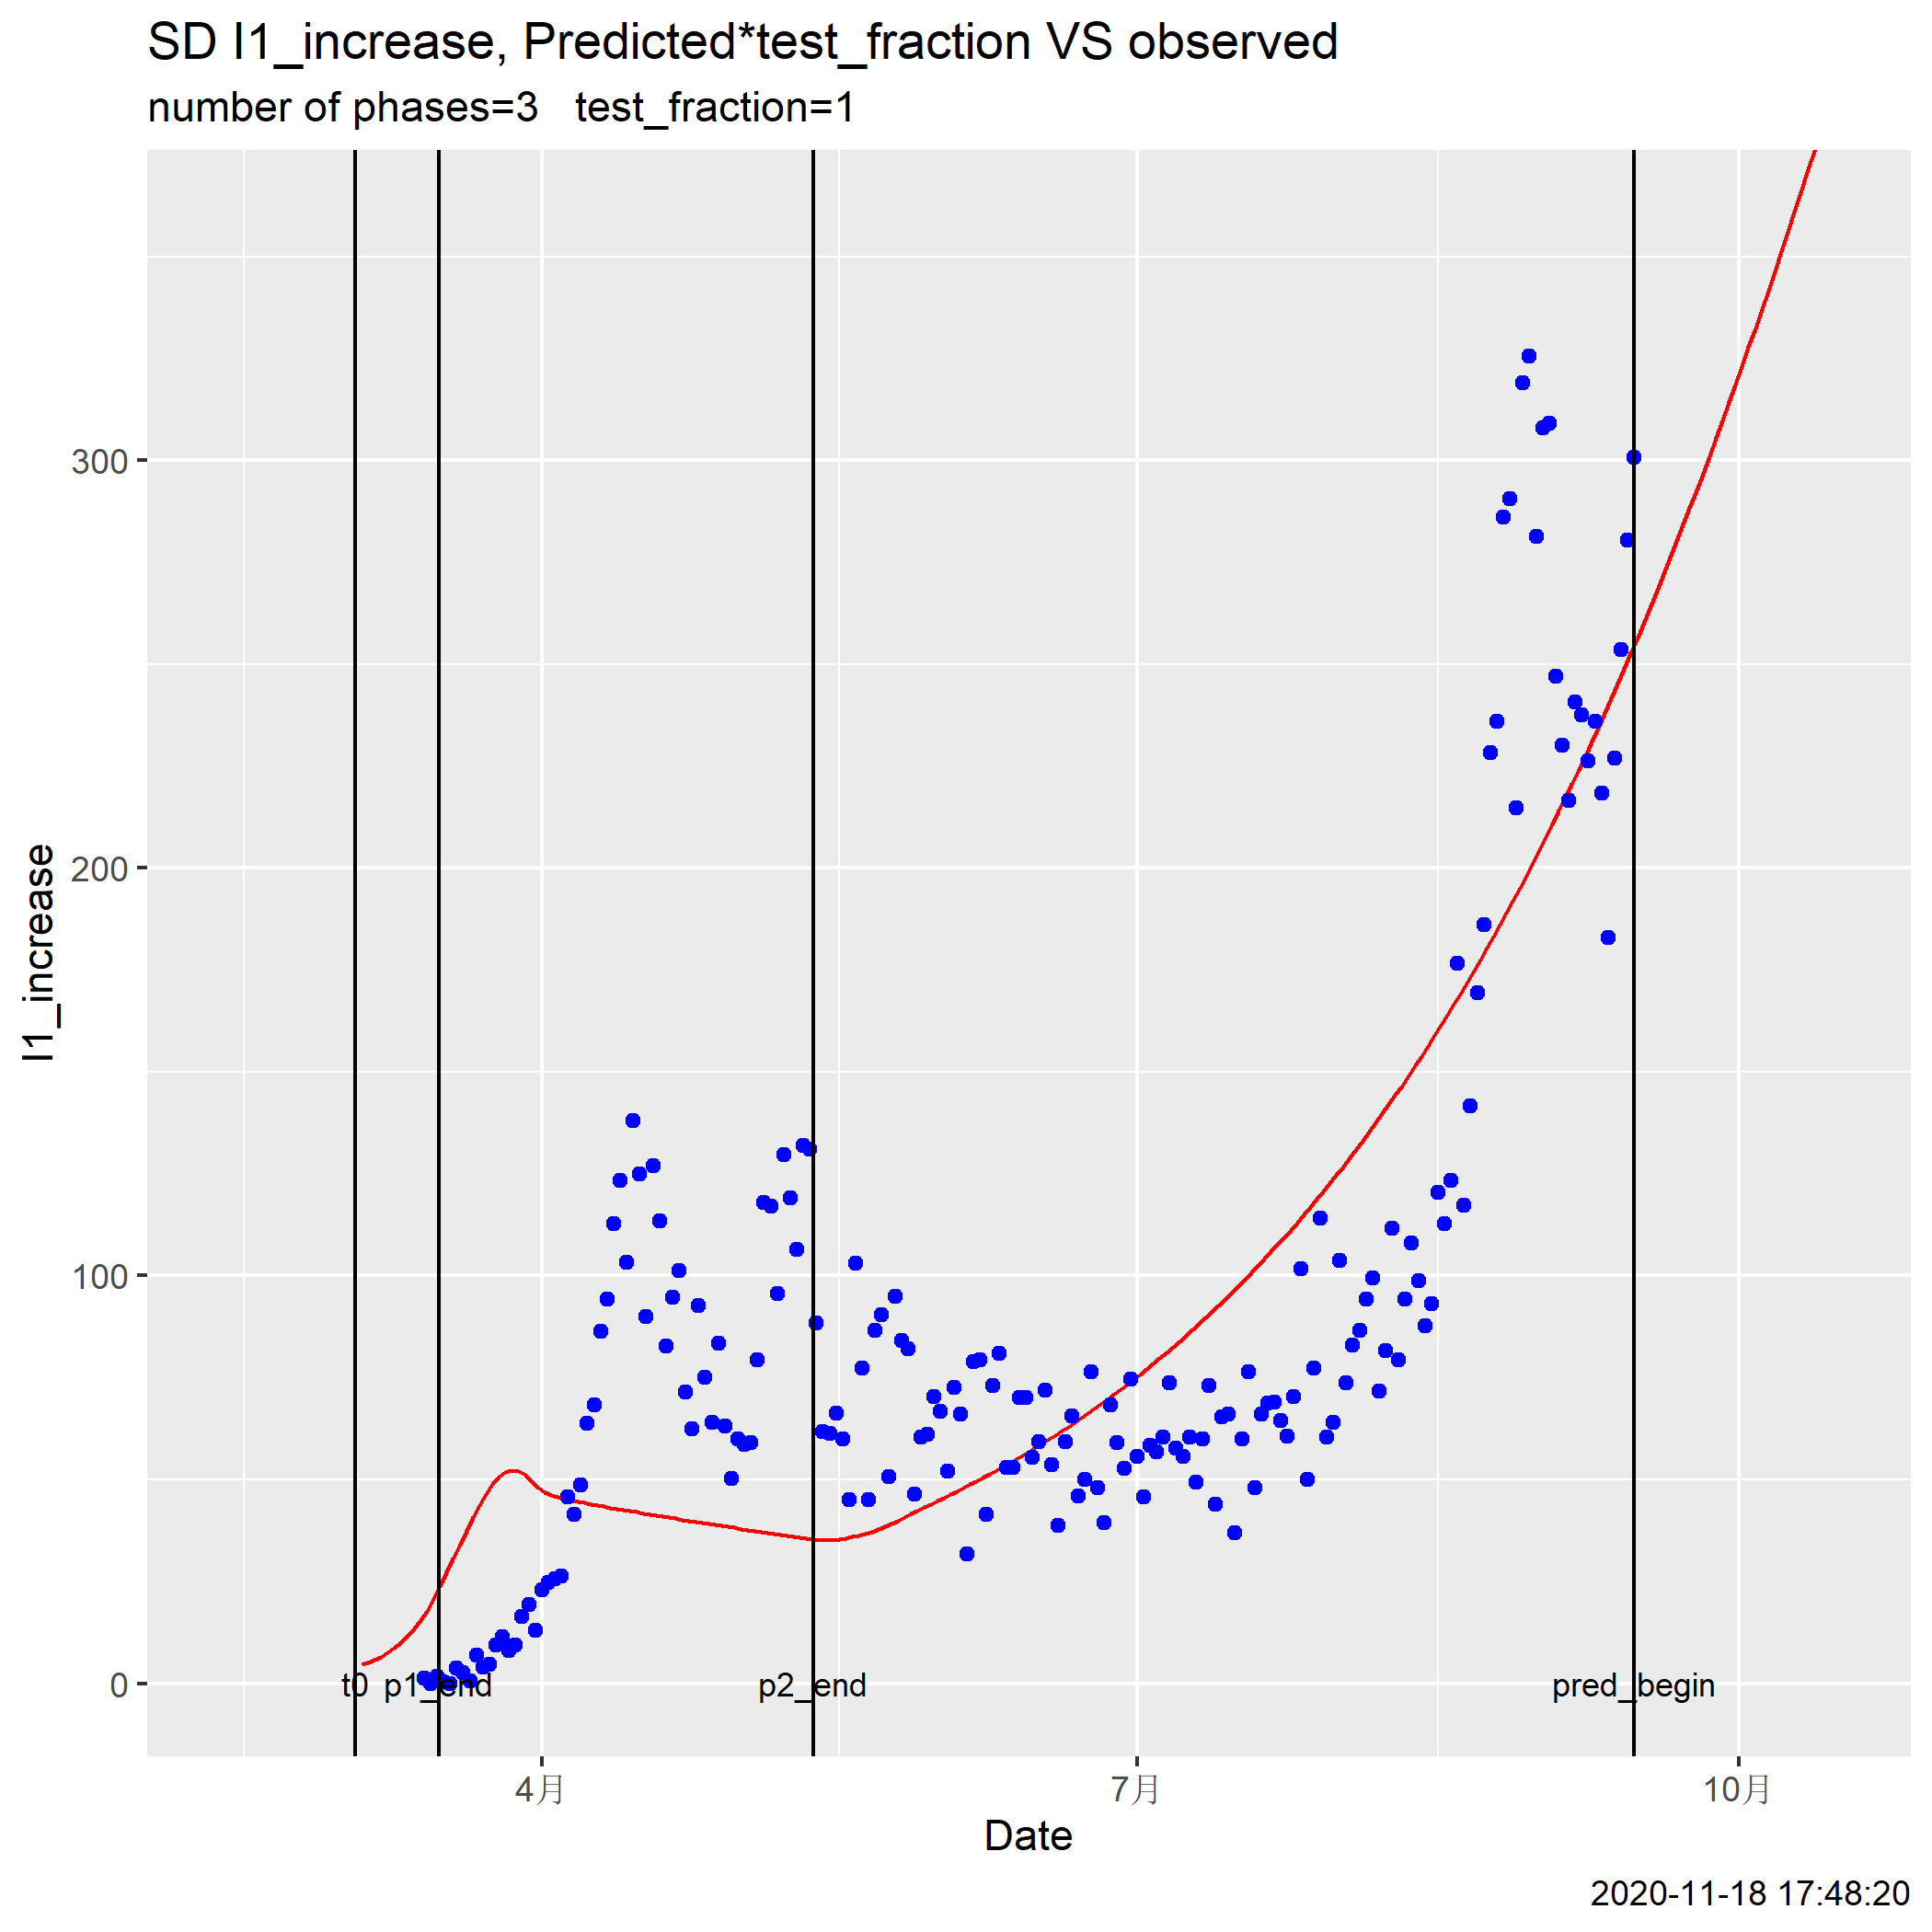 SD I1_increase, Predicted*test_fraction VS observed
number of phases=3 test_fraction=1
I1_increase
300
200
100
0
t0 p1_end p2_end pred_begin
4月 7月 10月
Date
2020-11-18 17:48:20